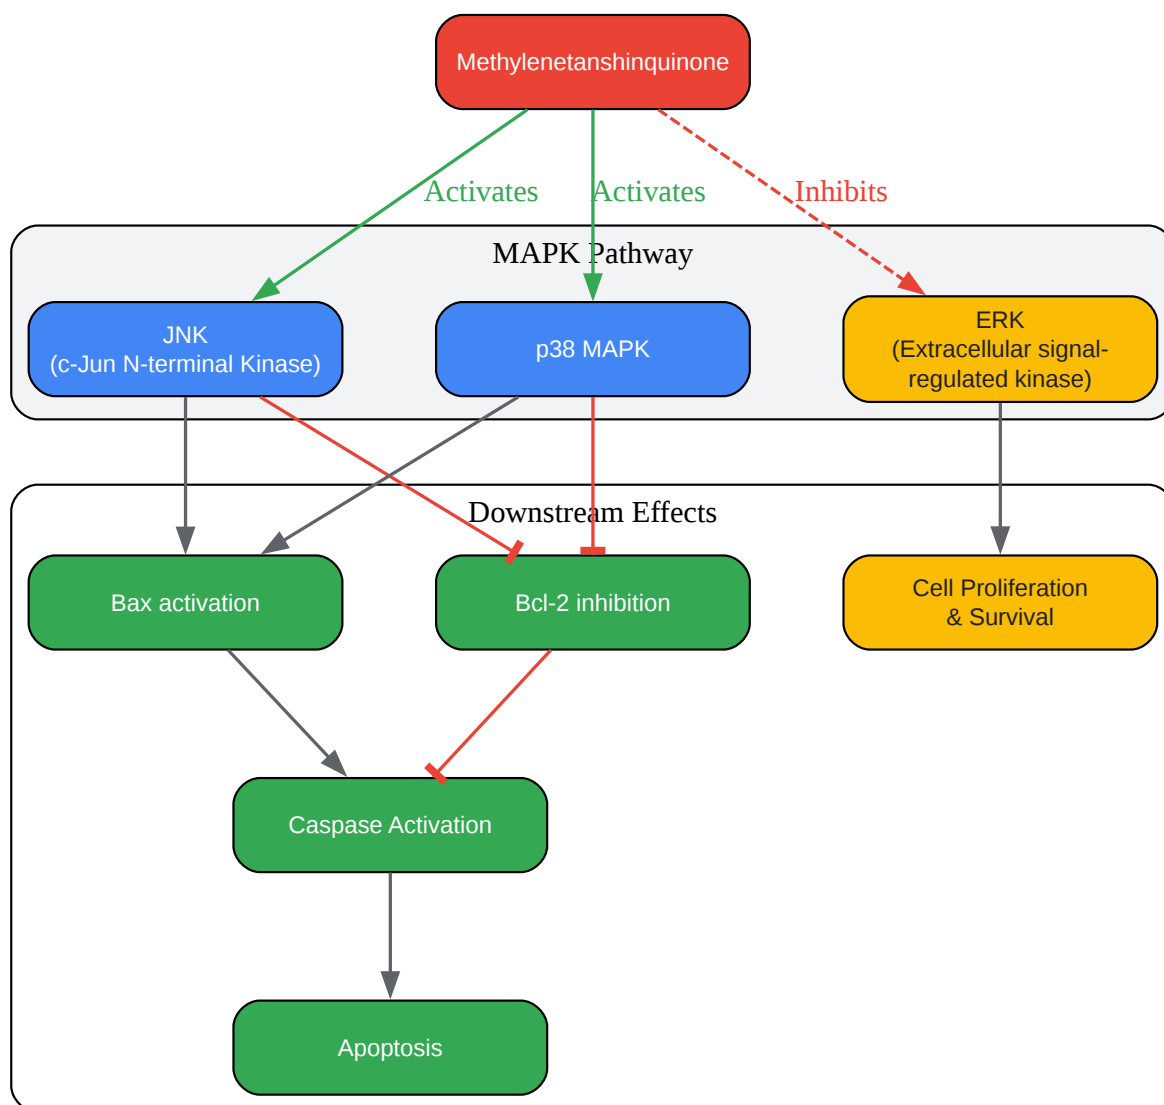 Methylenetanshinquinone
Activates
Activates
Inhibits
MAPK Pathway
JNK
(c-Jun N-terminal Kinase)
p38 MAPK
ERK
(Extracellular signal-
regulated kinase)
Downstream Effects
Bax activation
Bcl-2 inhibition
Cell Proliferation
& Survival
Caspase Activation
Apoptosis